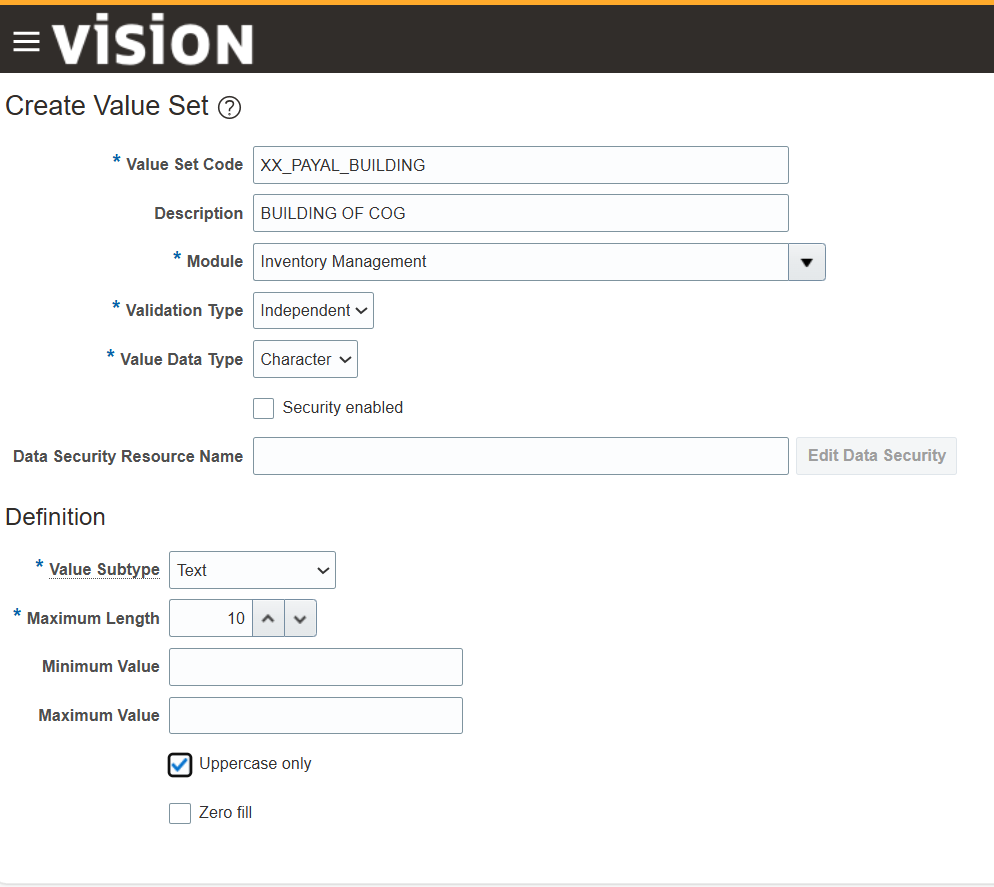 vision
Create Value Set ?
* Value Set Code XX_PAYAL_BUILDING
Description BUILDING OF COG
* Module Inventory Management
* Validation Type Independent
* Value Data Type Character
Security enabled
Data Security Resource Name Edit Data Security
Definition
* Value Subtype Text
* Maximum Length 10
Minimum Value
Maximum Value
Uppercase only
Zero fill